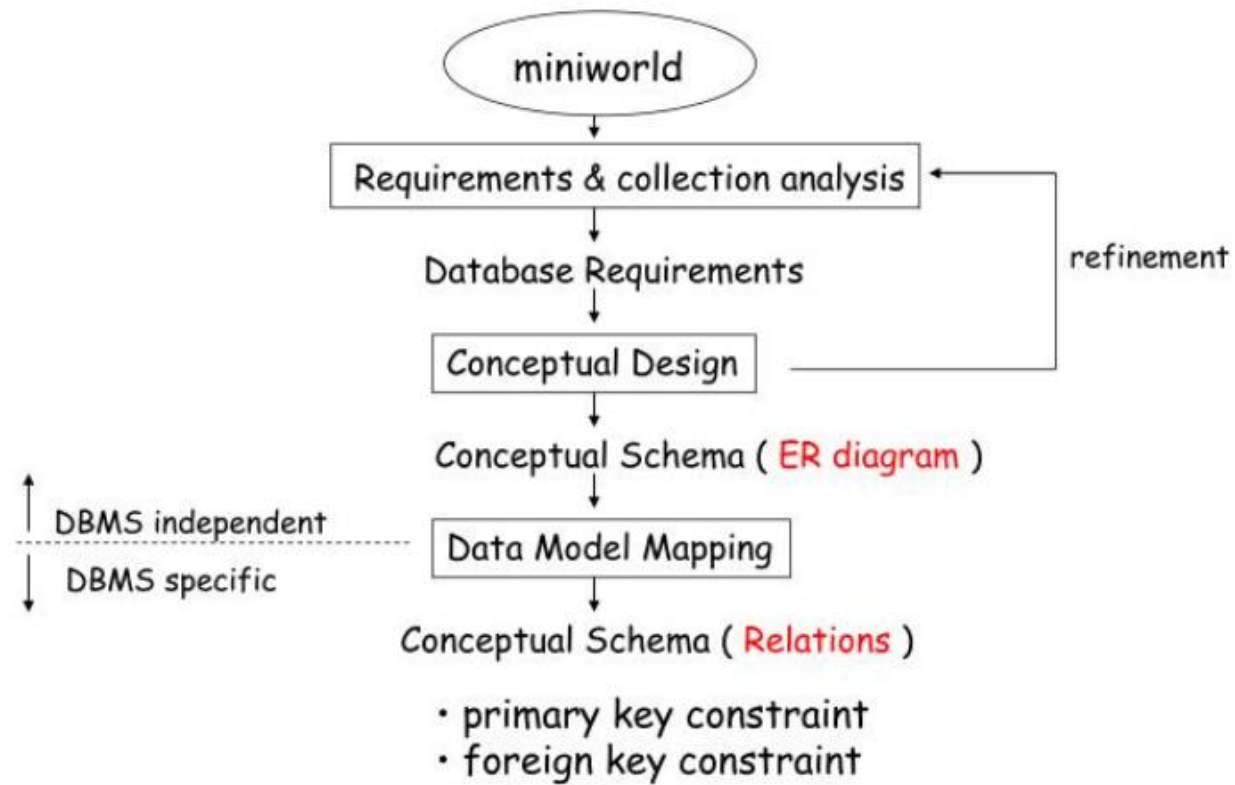 miniworld
Requirements & collection analysis
refinement
Database Requirements
Conceptual Design
Conceptual Schema ( ER diagram )
DBMS independent
Data Model Mapping
DBMS specific
Conceptual Schema ( Relations )
· primary key constraint
· foreign key constraint